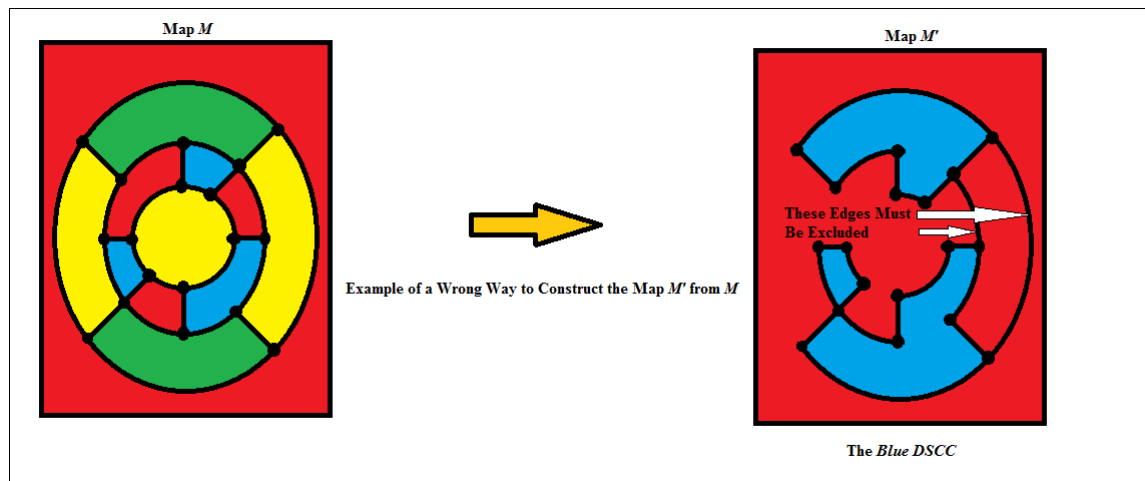 Map M
Map M'
These Edges Must
Be Excluded
Example of a Wrong Way to Construct the Map M' from M
The Blue DSCC